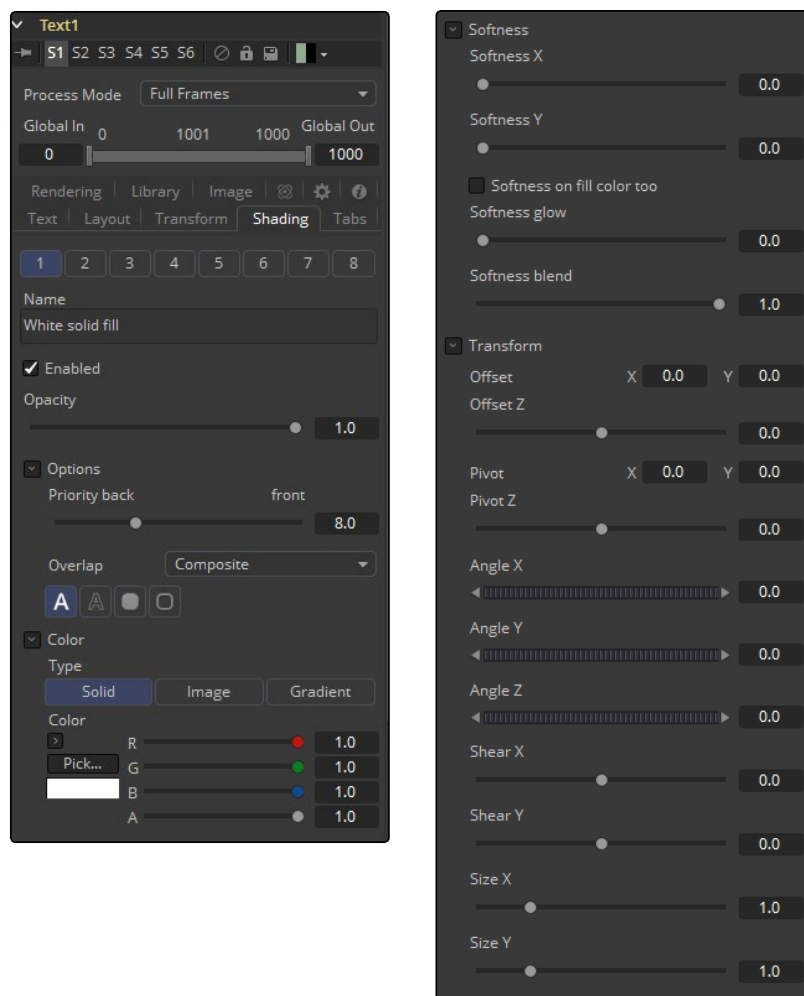 Text1
S1 S2 S3 S4 S5 S6
Process Mode Full Frames
Global In 0 1001 1000 Global Out
0 1000
Rendering Library Image
Text Layout Transform Shading Tabs
1 2 3 4 5 6 7 8
Name
White solid fill
Enabled
Opacity
1.0
Options
Priority back front
8.0
Overlap Composite
A A
Color
Type
Solid Image Gradient
Color
R 1.0
Pick... G 1.0
B 1.0
A 1.0
Softness
Softness X
0.0
Softness Y
0.0
Softness on fill color too
Softness glow
0.0
Softness blend
1.0
Transform
Offset X 0.0 Y 0.0
Offset Z
0.0
Pivot X 0.0 Y 0.0
Pivot Z
0.0
Angle X
0.0
Angle Y
0.0
Angle Z
0.0
Shear X
0.0
Shear Y
0.0
Size X
1.0
Size Y
1.0